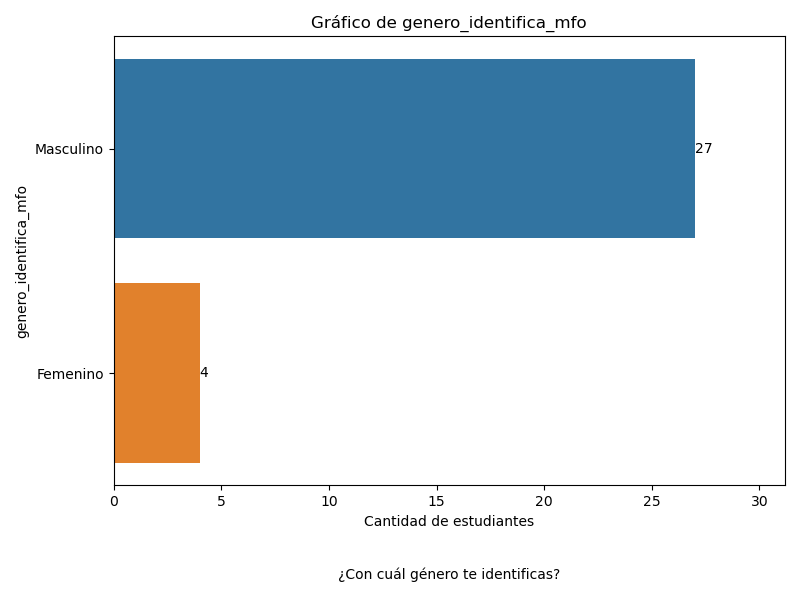 Gráfico de genero_identifica_mfo
genero_identifica_mfo
Masculino
27
Femenino
4
0 5 10 15 20 25 30
Cantidad de estudiantes
¿Con cuál género te identificas?